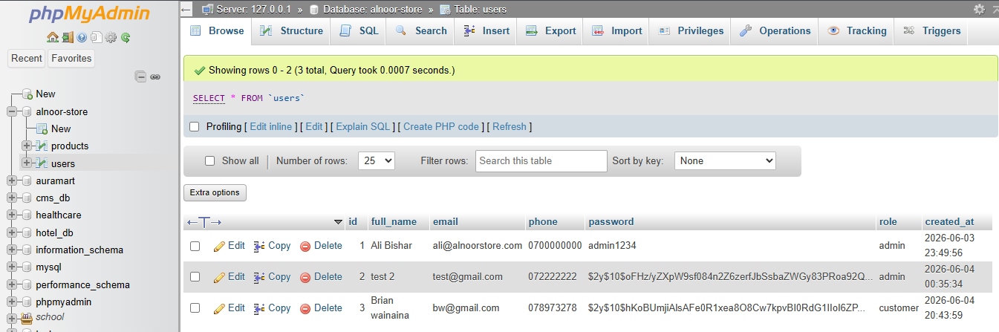 phpMyAdmin
Recent Favorites
New
alnoor-store
New
products
users
auramart
cms_db
healthcare
hotel_db
information_schema
mysql
performance_schema
phpmyadmin
school
Server: 127.0.0.1 » Database: alnoor-store » Table: users
Browse Structure SQL Search Insert Export Import Privileges Operations Tracking Triggers
Showing rows 0 - 2 (3 total, Query took 0.0007 seconds.)
SELECT * FROM `users`
Profiling [ Edit inline ] [ Edit ] [ Explain SQL ] [ Create PHP code ] [ Refresh ]
Show all Number of rows: 25 Filter rows: Search this table Sort by key: None
Extra options
id full_name email phone password role created_at
Edit Copy Delete 1 Ali Bishar ali@alnoorstore.com 0700000000 admin1234 admin 2026-06-03
23:49:56
Edit Copy Delete 2 test 2 test@gmail.com 072222222 $2y$10$oFHz/yZXpW9sf084n2Z6zerfJbSsbaZWGy83PRoa92Q... admin 2026-06-04
00:35:34
Edit Copy Delete 3 Brian
wainaina bw@gmail.com 078973278 $2y$10$hKoBUmjiAlsAFe0R1xea8O8Cw7kpvBI0RdG1IIoI6ZP... customer 2026-06-04
20:43:59